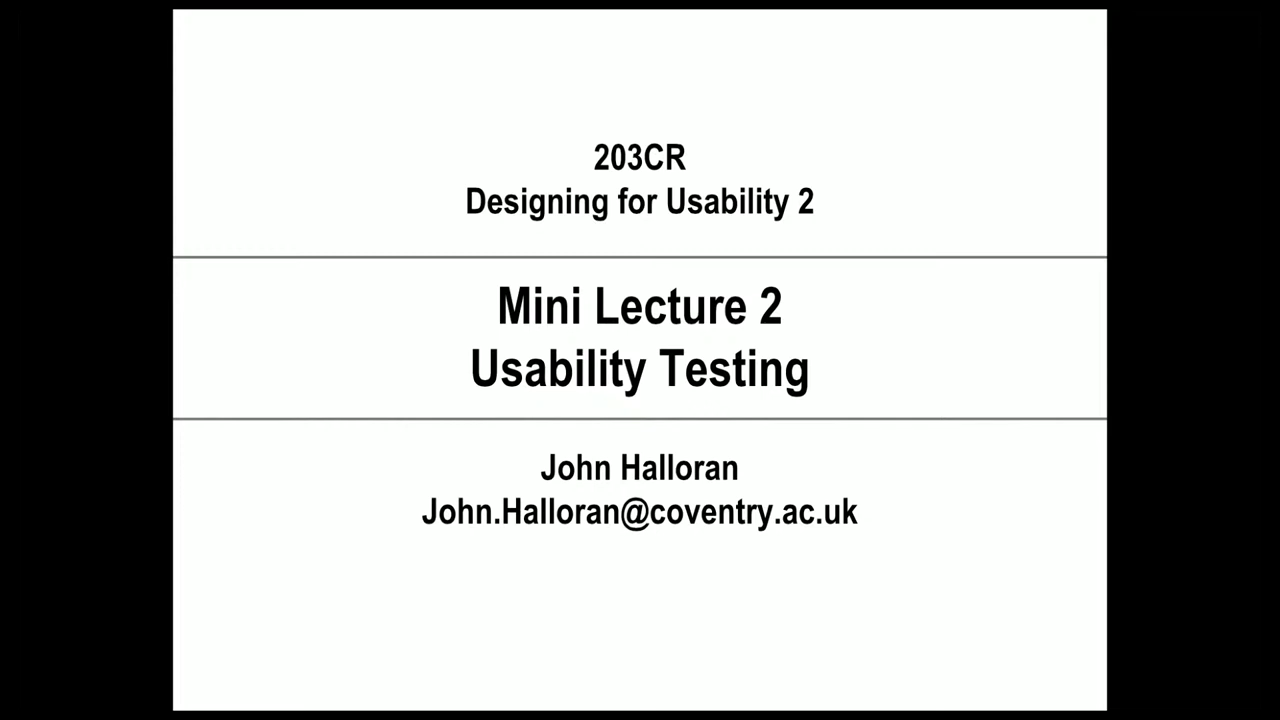 203CR
Designing for Usability 2
Mini Lecture 2
Usability Testing
John Halloran
John.Halloran@coventry.ac.uk